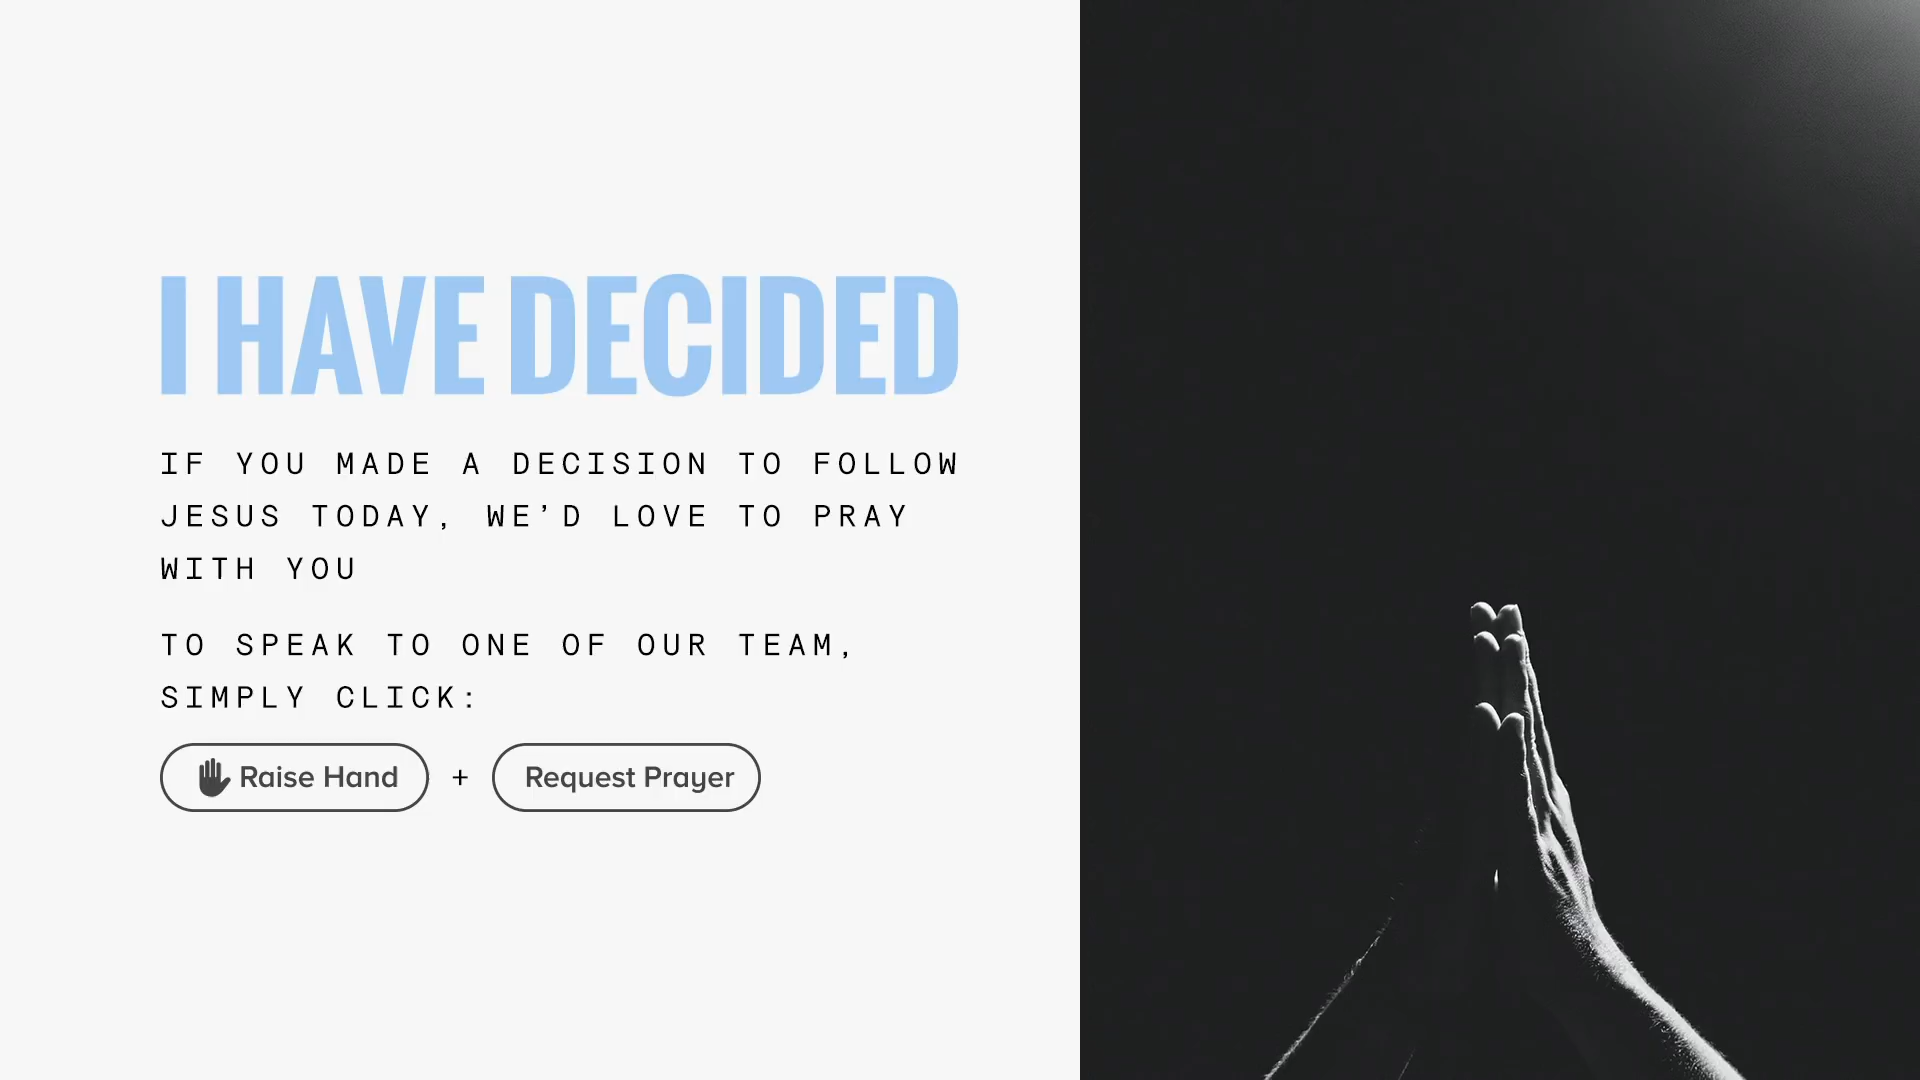 I HAVE DECIDED
IF YOU MADE A DECISION TO FOLLOW
JESUS TODAY, WE’D LOVE TO PRAY
WITH YOU
TO SPEAK TO ONE OF OUR TEAM,
SIMPLY CLICK:
Raise Hand + Request Prayer